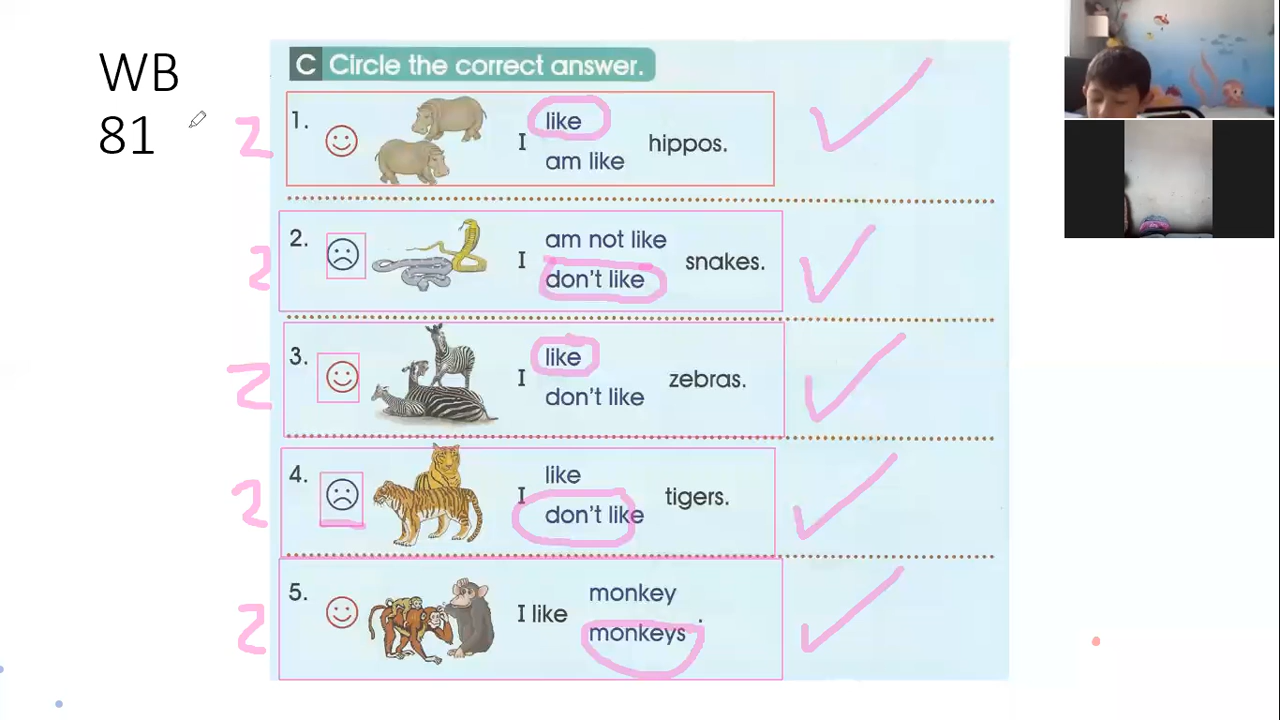 WB
81
C Circle the correct answer.
2 1. I like hippos.
am like
2 2. I am not like snakes.
don't like
2 3. I like zebras.
don't like
2 4. I like tigers.
don't like
2 5. I like monkey .
monkeys